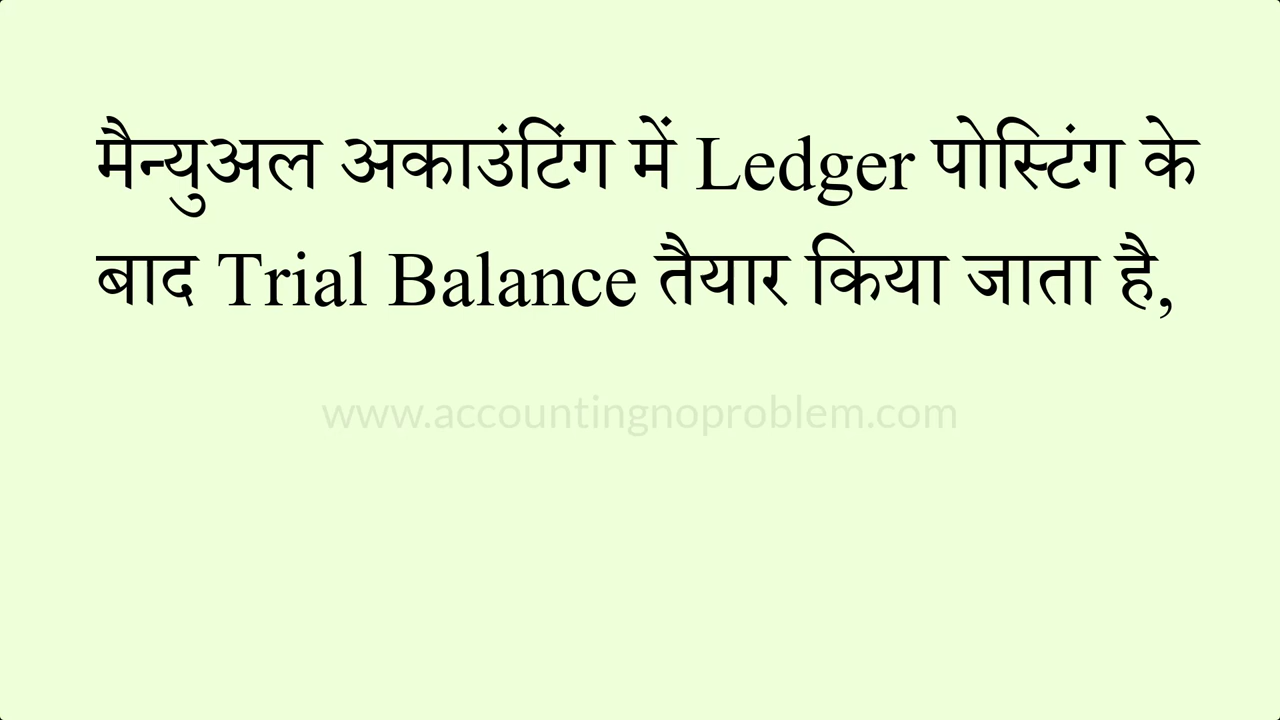 मैन्युअल अकाउंटिंग में Ledger पोस्टिंग के
बाद Trial Balance तैयार किया जाता है,
www.accountingnoproblem.com